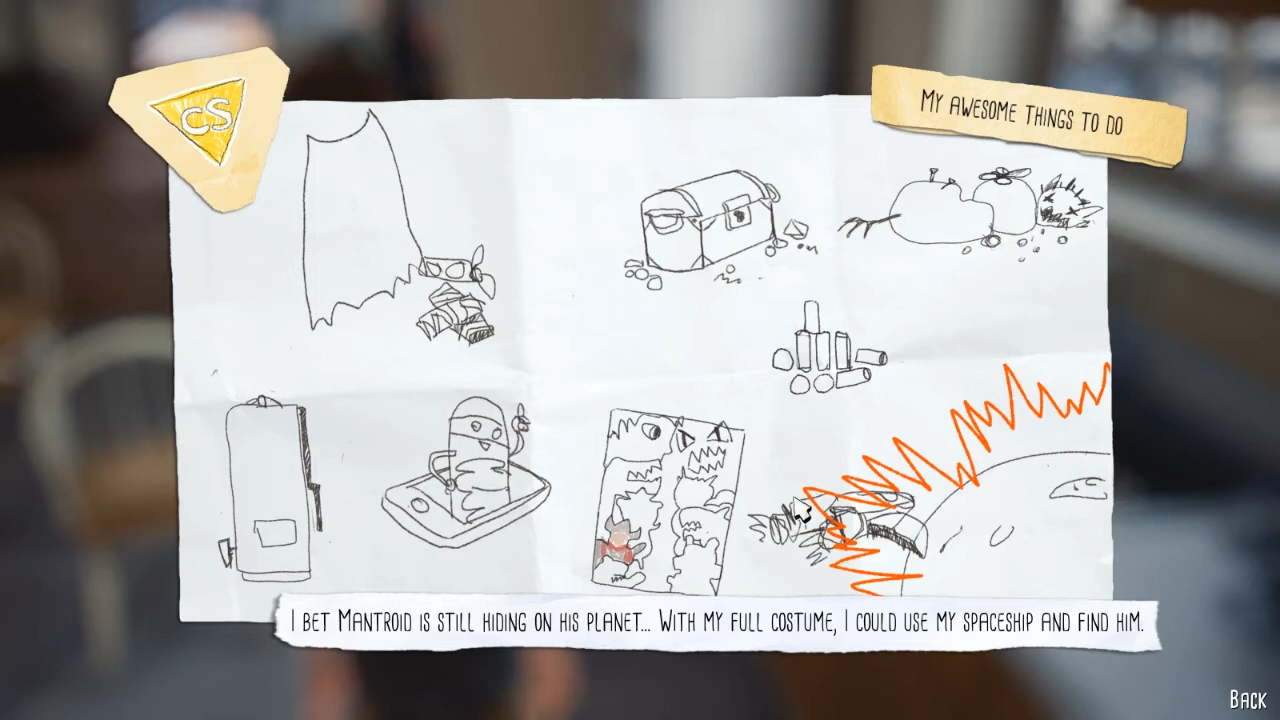 CS
My awesome things to do
I bet Mantroid is still hiding on his planet... With my full costume, I could use my spaceship and find him.
Back